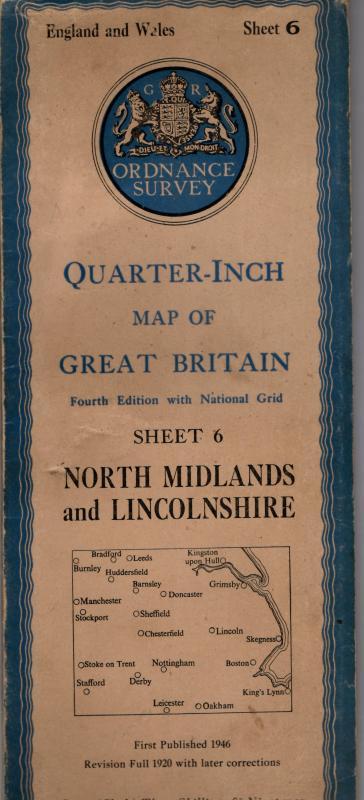 England and Wales Sheet 6
G R
DIEU·ET MON·DROIT
ORDNANCE
SURVEY
QUARTER-INCH
MAP OF
GREAT BRITAIN
Fourth Edition with National Grid
SHEET 6
NORTH MIDLANDS
and LINCOLNSHIRE
Bradford Leeds Kingston
upon Hull
Burnley Huddersfield
Barnsley Grimsby
Doncaster
Manchester
Stockport Sheffield
Chesterfield Lincoln
Skegness
Stoke on Trent Nottingham Boston
Stafford Derby
King's Lynn
Leicester Oakham
First Published 1946
Revision Full 1920 with later corrections